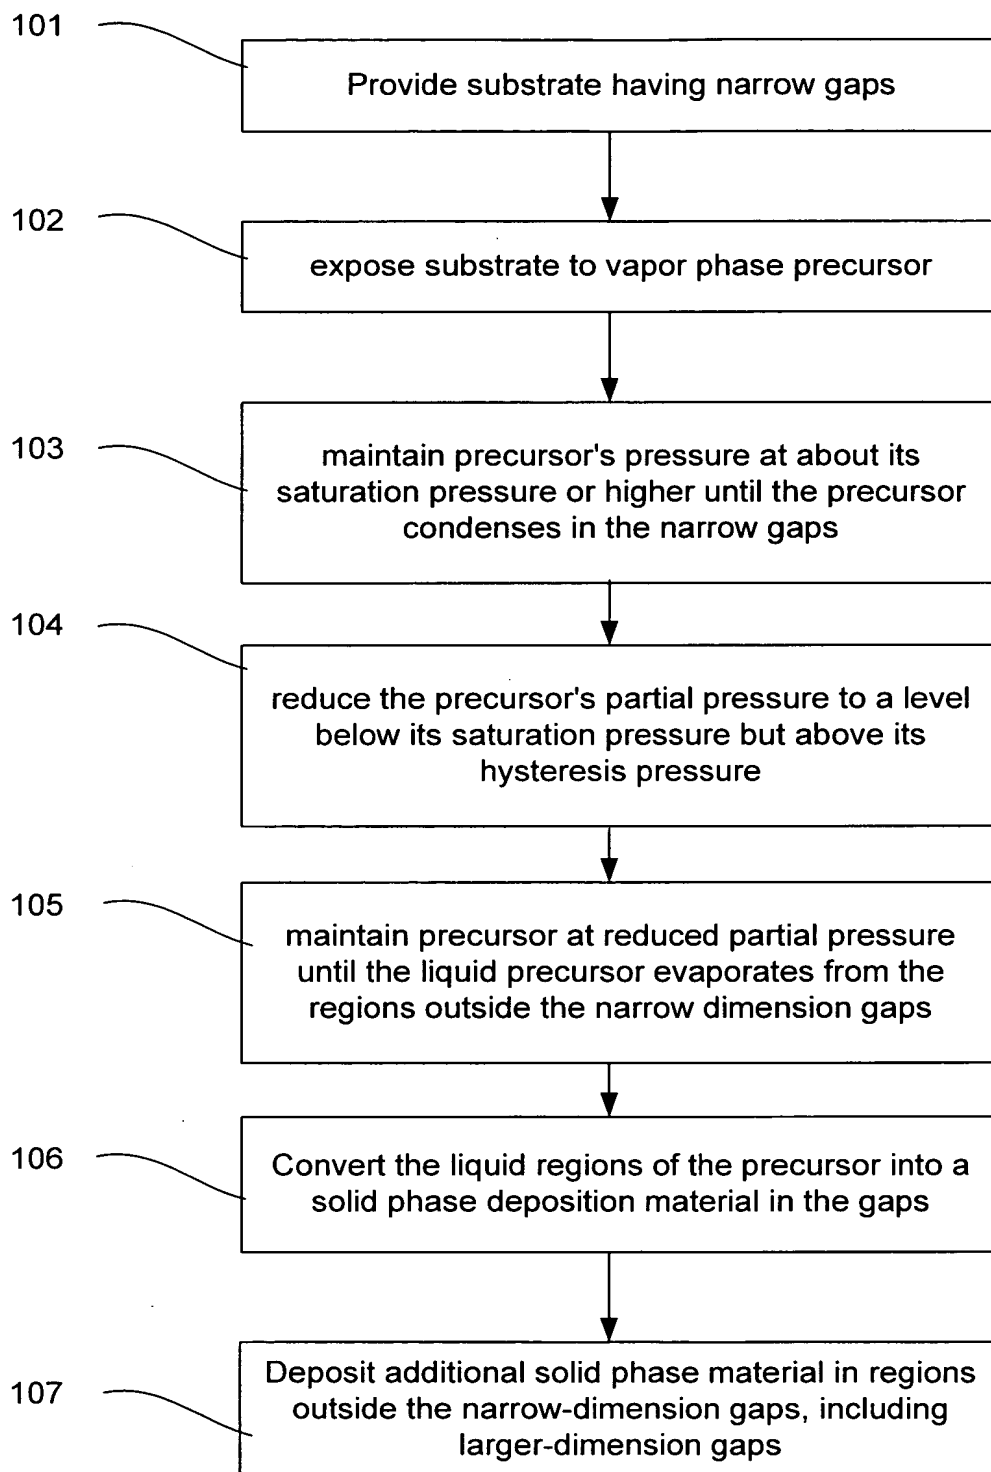 101
Provide substrate having narrow gaps
102
expose substrate to vapor phase precursor
103
maintain precursor's pressure at about its
saturation pressure or higher until the precursor
condenses in the narrow gaps
104
reduce the precursor's partial pressure to a level
below its saturation pressure but above its
hysteresis pressure
105
maintain precursor at reduced partial pressure
until the liquid precursor evaporates from the
regions outside the narrow dimension gaps
106
Convert the liquid regions of the precursor into a
solid phase deposition material in the gaps
107
Deposit additional solid phase material in regions
outside the narrow-dimension gaps, including
larger-dimension gaps